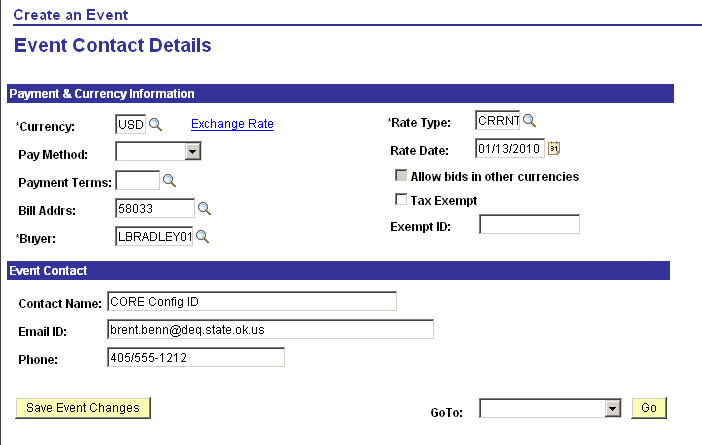 Create an Event
Event Contact Details
Payment & Currency Information
*Currency: USD Exchange Rate *Rate Type: CRRNT
Pay Method: Rate Date: 01/13/2010 31
Payment Terms: Allow bids in other currencies
Bill Addrs: 58033 Tax Exempt
*Buyer: LBRADLEY01 Exempt ID:
Event Contact
Contact Name: CORE Config ID
Email ID: brent.benn@deq.state.ok.us
Phone: 405/555-1212
Save Event Changes GoTo: Go